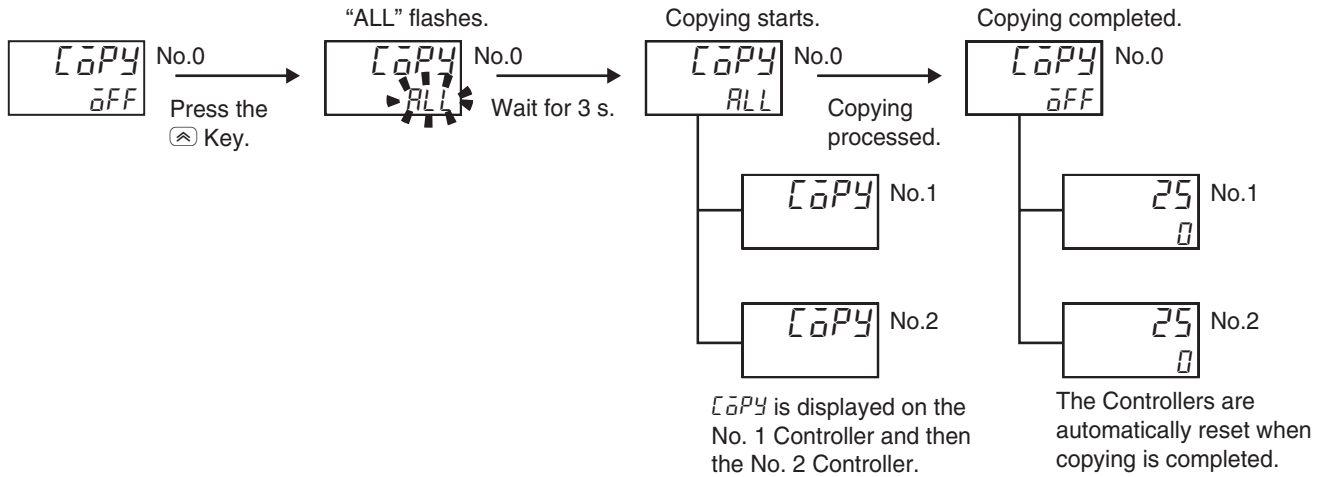 “ALL” flashes.
Copying starts.
Copying completed.
CoPY
oFF
No.0
Press the
Key.
CoPY
ALL
No.0
Wait for 3 s.
CoPY
ALL
No.0
Copying
processed.
CoPY
oFF
No.0
CoPY
No.1
25
0
No.1
CoPY
No.2
25
0
No.2
CoPY is displayed on the
No. 1 Controller and then
the No. 2 Controller.
The Controllers are
automatically reset when
copying is completed.